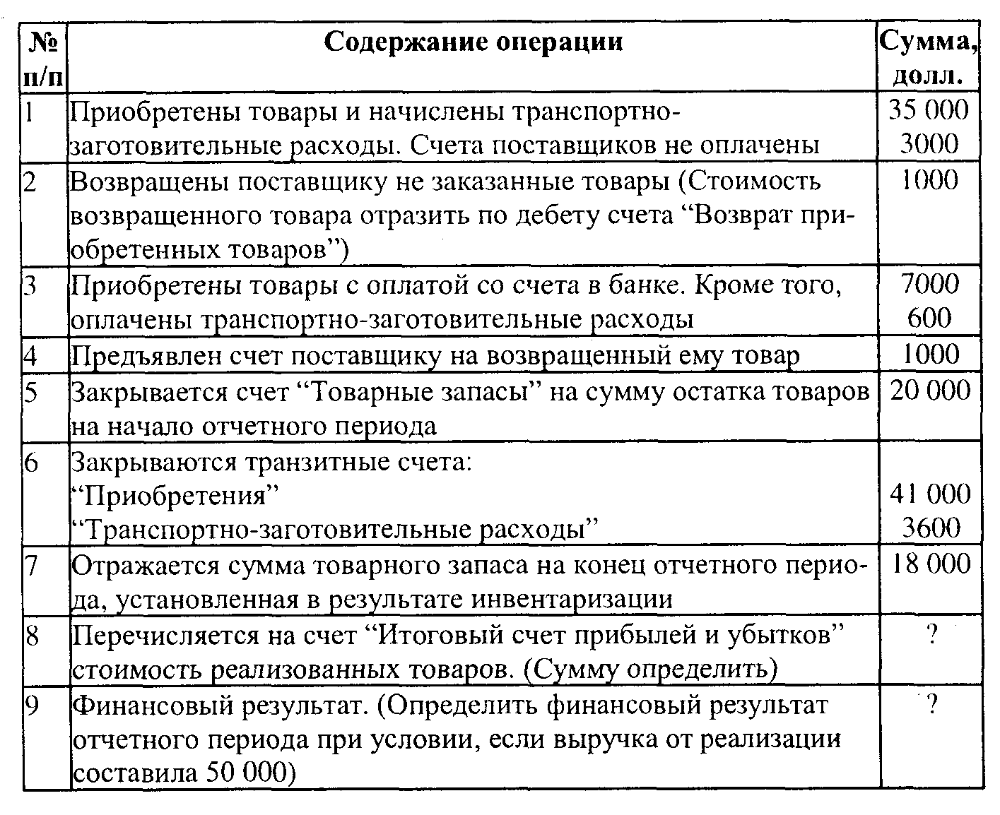 № п/п Содержание операции Сумма, долл.
1 Приобретены товары и начислены транспортно- 35 000
заготовительные расходы. Счета поставщиков не оплачены 3000
2 Возвращены поставщику не заказанные товары (Стоимость 1000
возвращенного товара отразить по дебету счета “Возврат при-
обретенных товаров”)
3 Приобретены товары с оплатой со счета в банке. Кроме того, 7000
оплачены транспортно-заготовительные расходы 600
4 Предъявлен счет поставщику на возвращенный ему товар 1000
5 Закрывается счет “Товарные запасы” на сумму остатка товаров 20 000
на начало отчетного периода
6 Закрываются транзитные счета:
“Приобретения” 41 000
“Транспортно-заготовительные расходы” 3600
7 Отражается сумма товарного запаса на конец отчетного перио- 18 000
да, установленная в результате инвентаризации
8 Перечисляется на счет “Итоговый счет прибылей и убытков” ?
стоимость реализованных товаров. (Сумму определить)
9 Финансовый результат. (Определить финансовый результат ?
отчетного периода при условии, если выручка от реализации
составила 50 000)